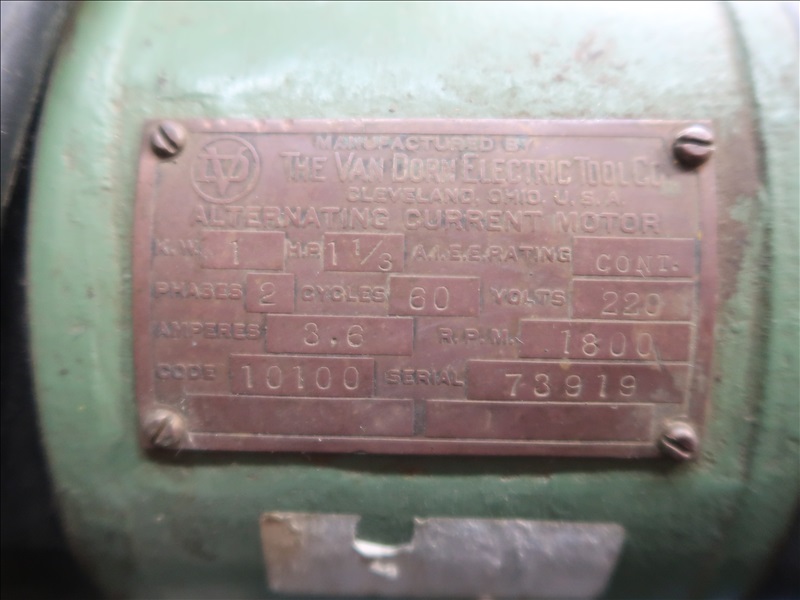 VD
MANUFACTURED BY
THE VAN DORN ELECTRIC TOOL CO.
CLEVELAND, OHIO, U.S.A.
ALTERNATING CURRENT MOTOR
K.W. 1 H.P. 1 1/3 A.I.E.E. RATING CONT.
PHASES 2 CYCLES 60 VOLTS 220
AMPERES 3.6 R.P.M. 1800
CODE 10100 SERIAL 73919